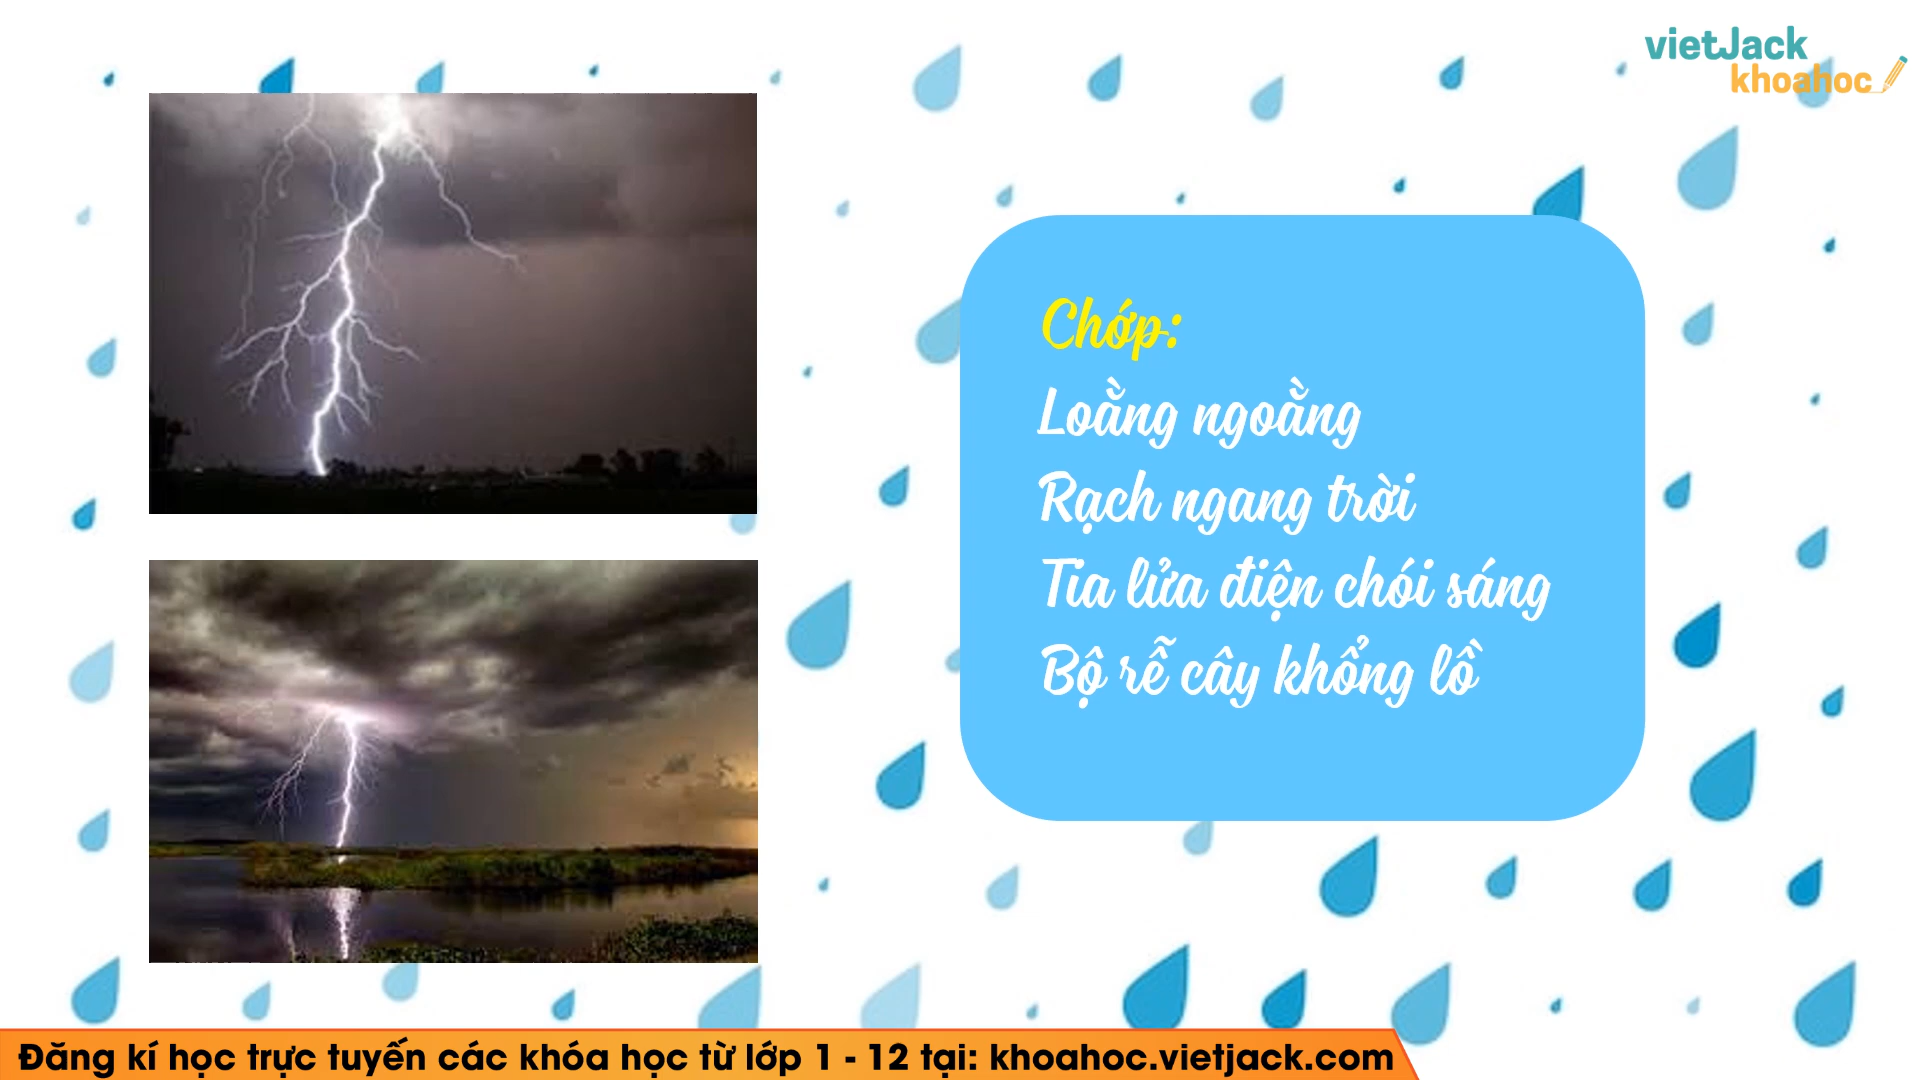 vietJack
khoahoc
Chớp:
Loằng ngoằng
Rạch ngang trời
Tia lửa điện chói sáng
Bộ rễ cây khổng lồ
Đăng kí học trực tuyến các khóa học từ lớp 1 - 12 tại: khoahoc.vietjack.com